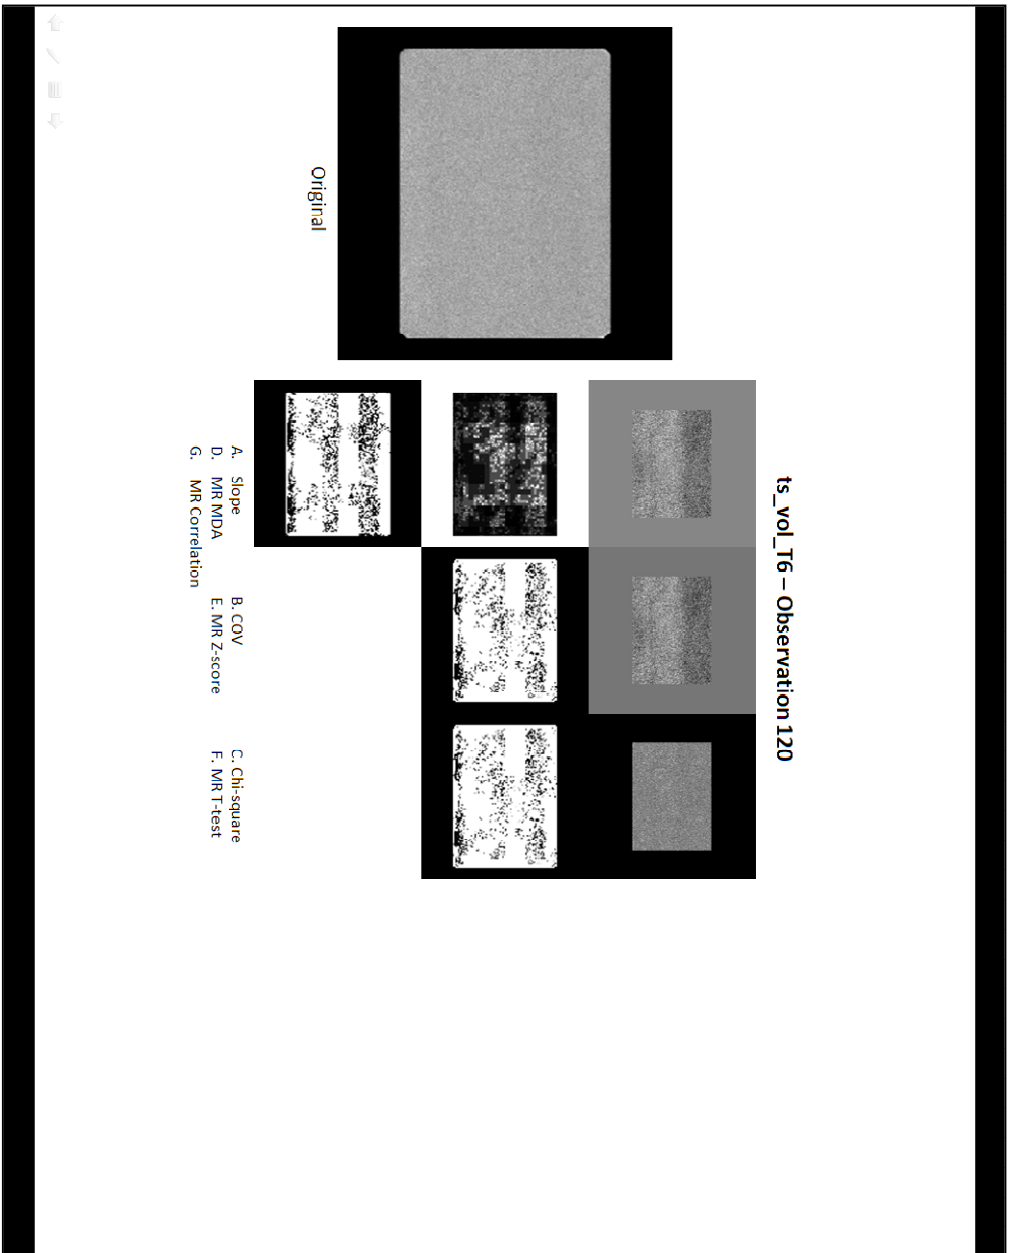 ts_vol_T6 – Observation 120
Original
A. Slope B. COV C. Chi-square
D. MR MDA E. MR Z-score F. MR T-test
G. MR Correlation